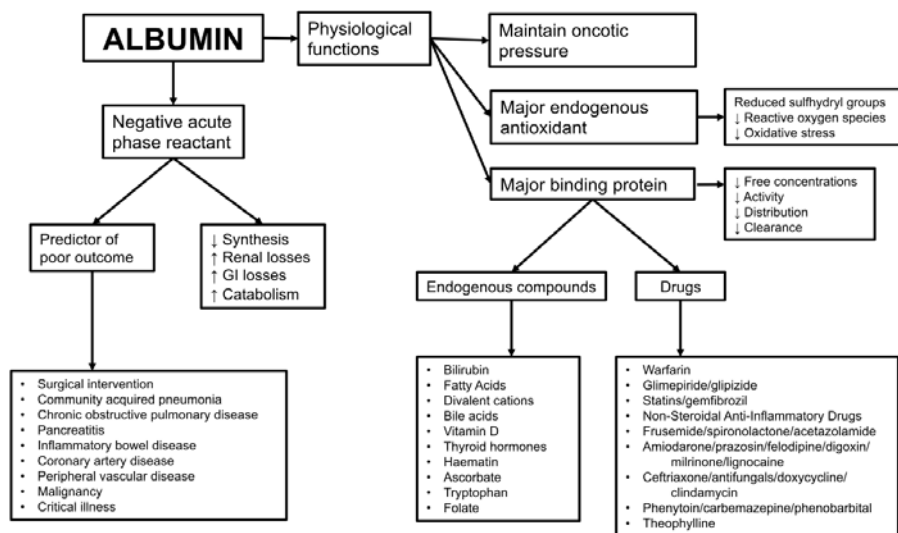 ALBUMIN
Physiological
functions
Maintain oncotic
pressure
Major endogenous
antioxidant
Reduced sulfhydryl groups
↓ Reactive oxygen species
↓ Oxidative stress
Negative acute
phase reactant
Major binding protein
↓ Free concentrations
↓ Activity
↓ Distribution
↓ Clearance
Predictor of
poor outcome
↓ Synthesis
↑ Renal losses
↑ GI losses
↑ Catabolism
Endogenous compounds
Drugs
• Surgical intervention
• Community acquired pneumonia
• Chronic obstructive pulmonary disease
• Pancreatitis
• Inflammatory bowel disease
• Coronary artery disease
• Peripheral vascular disease
• Malignancy
• Critical illness
• Bilirubin
• Fatty Acids
• Divalent cations
• Bile acids
• Vitamin D
• Thyroid hormones
• Haematin
• Ascorbate
• Tryptophan
• Folate
• Warfarin
• Glimepiride/glipizide
• Statins/gemfibrozil
• Non-Steroidal Anti-Inflammatory Drugs
• Frusemide/spironolactone/acetazolamide
• Amiodarone/prazosin/felodipine/digoxin/
milrinone/lignocaine
• Ceftriaxone/antifungals/doxycycline/
clindamycin
• Phenytoin/carbemazepine/phenobarbital
• Theophylline